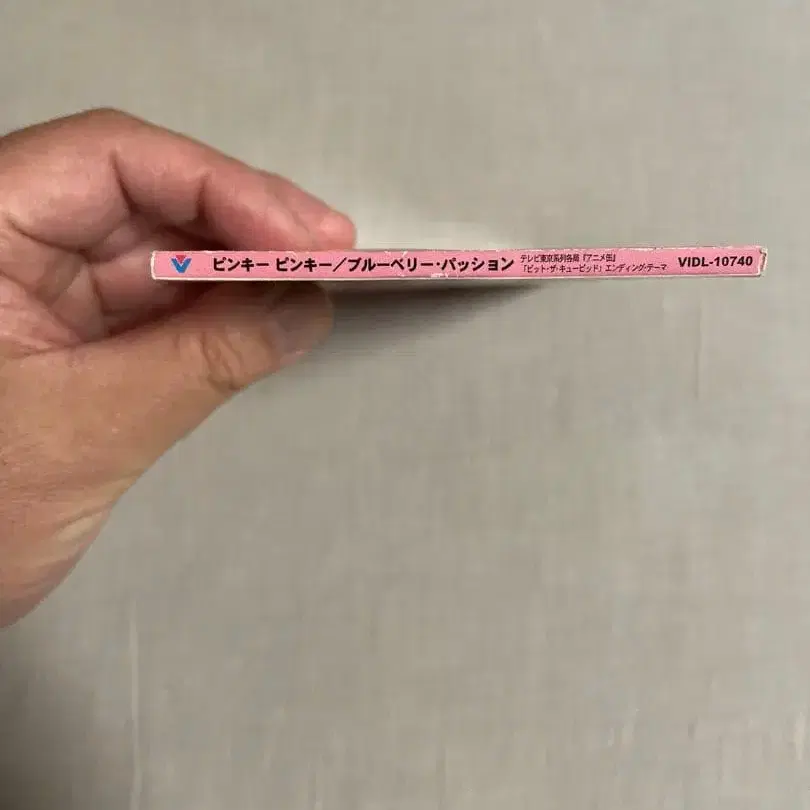 ピンキー ピンキー/ブルーベリー・パッション
テレビ東京系列各局『アニメ缶』
「ピット・ザ・キューピッド」エンディング・テーマ
VIDL-10740